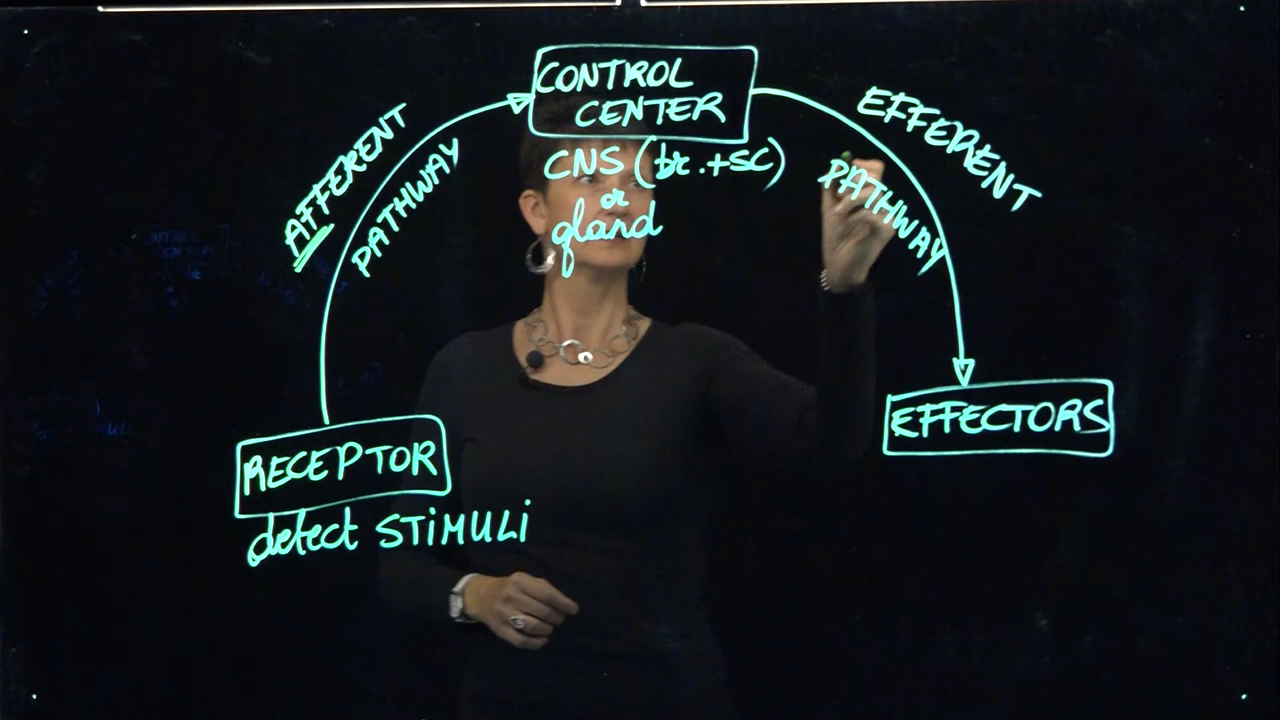 CONTROL
CENTER
CNS (br.+SC)
or
gland
AFFERENT
PATHWAY
EFFERENT
PATHWAY
RECEPTOR
detect STIMULI
EFFECTORS